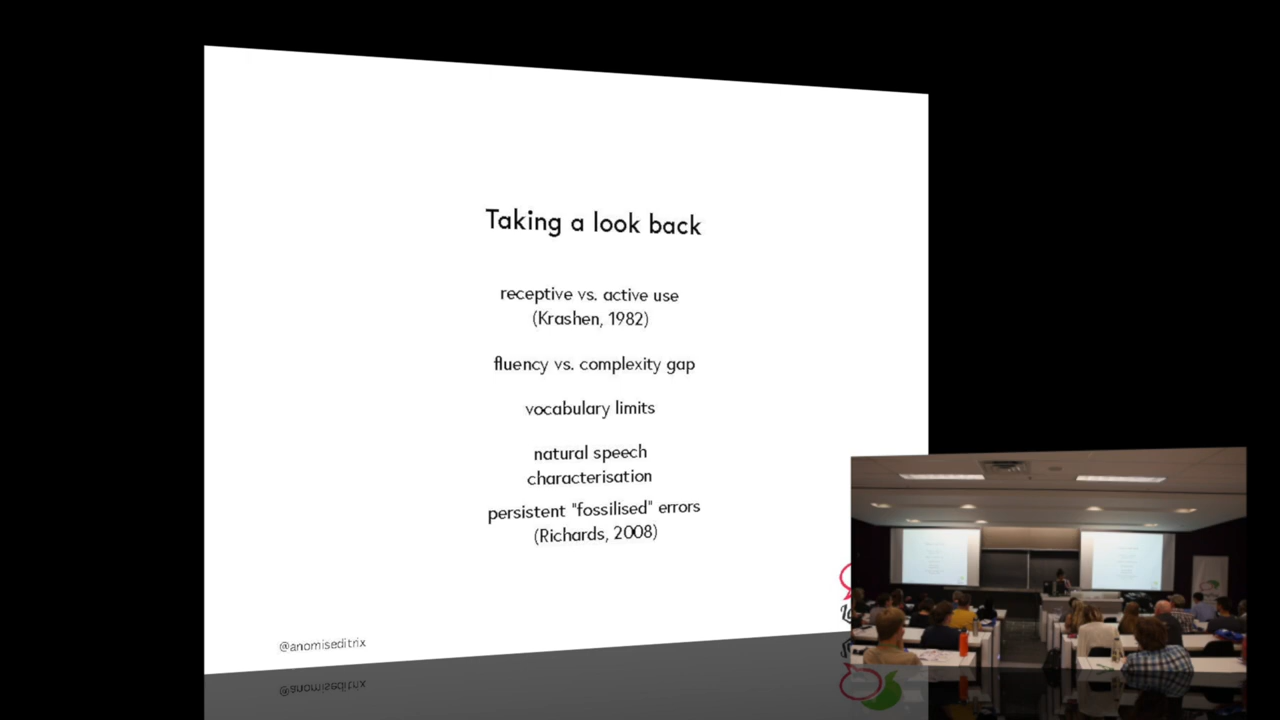 Taking a look back
receptive vs. active use
(Krashen, 1982)
fluency vs. complexity gap
vocabulary limits
natural speech
characterisation
persistent "fossilised" errors
(Richards, 2008)
@anomiseditrix